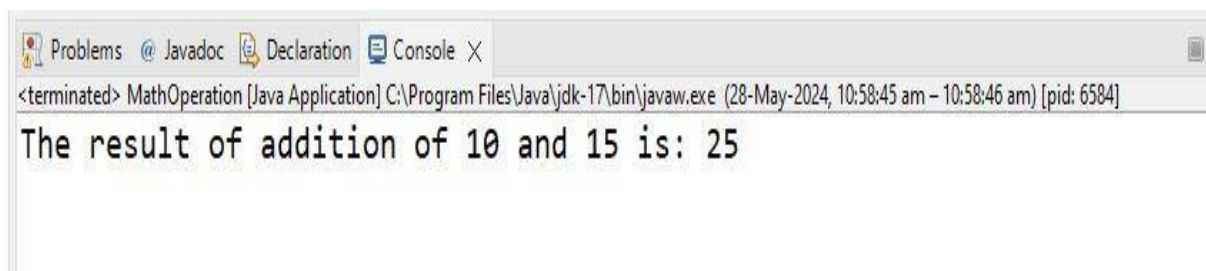 Problems @ Javadoc Declaration Console
<terminated> MathOperation [Java Application] C:\Program Files\Java\jdk-17\bin\javaw.exe (28-May-2024, 10:58:45 am – 10:58:46 am) [pid: 6584]
The result of addition of 10 and 15 is: 25